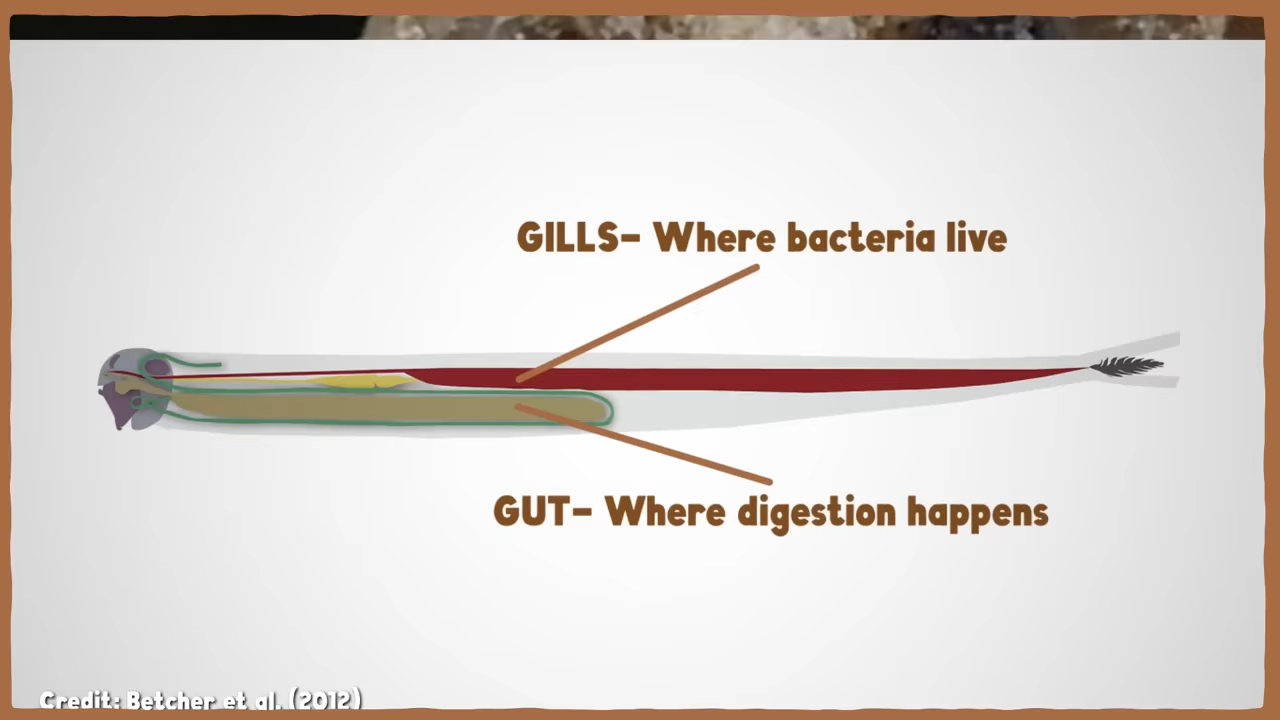 GILLS- Where bacteria live
GUT- Where digestion happens
Credit: Betcher et al. (2012)